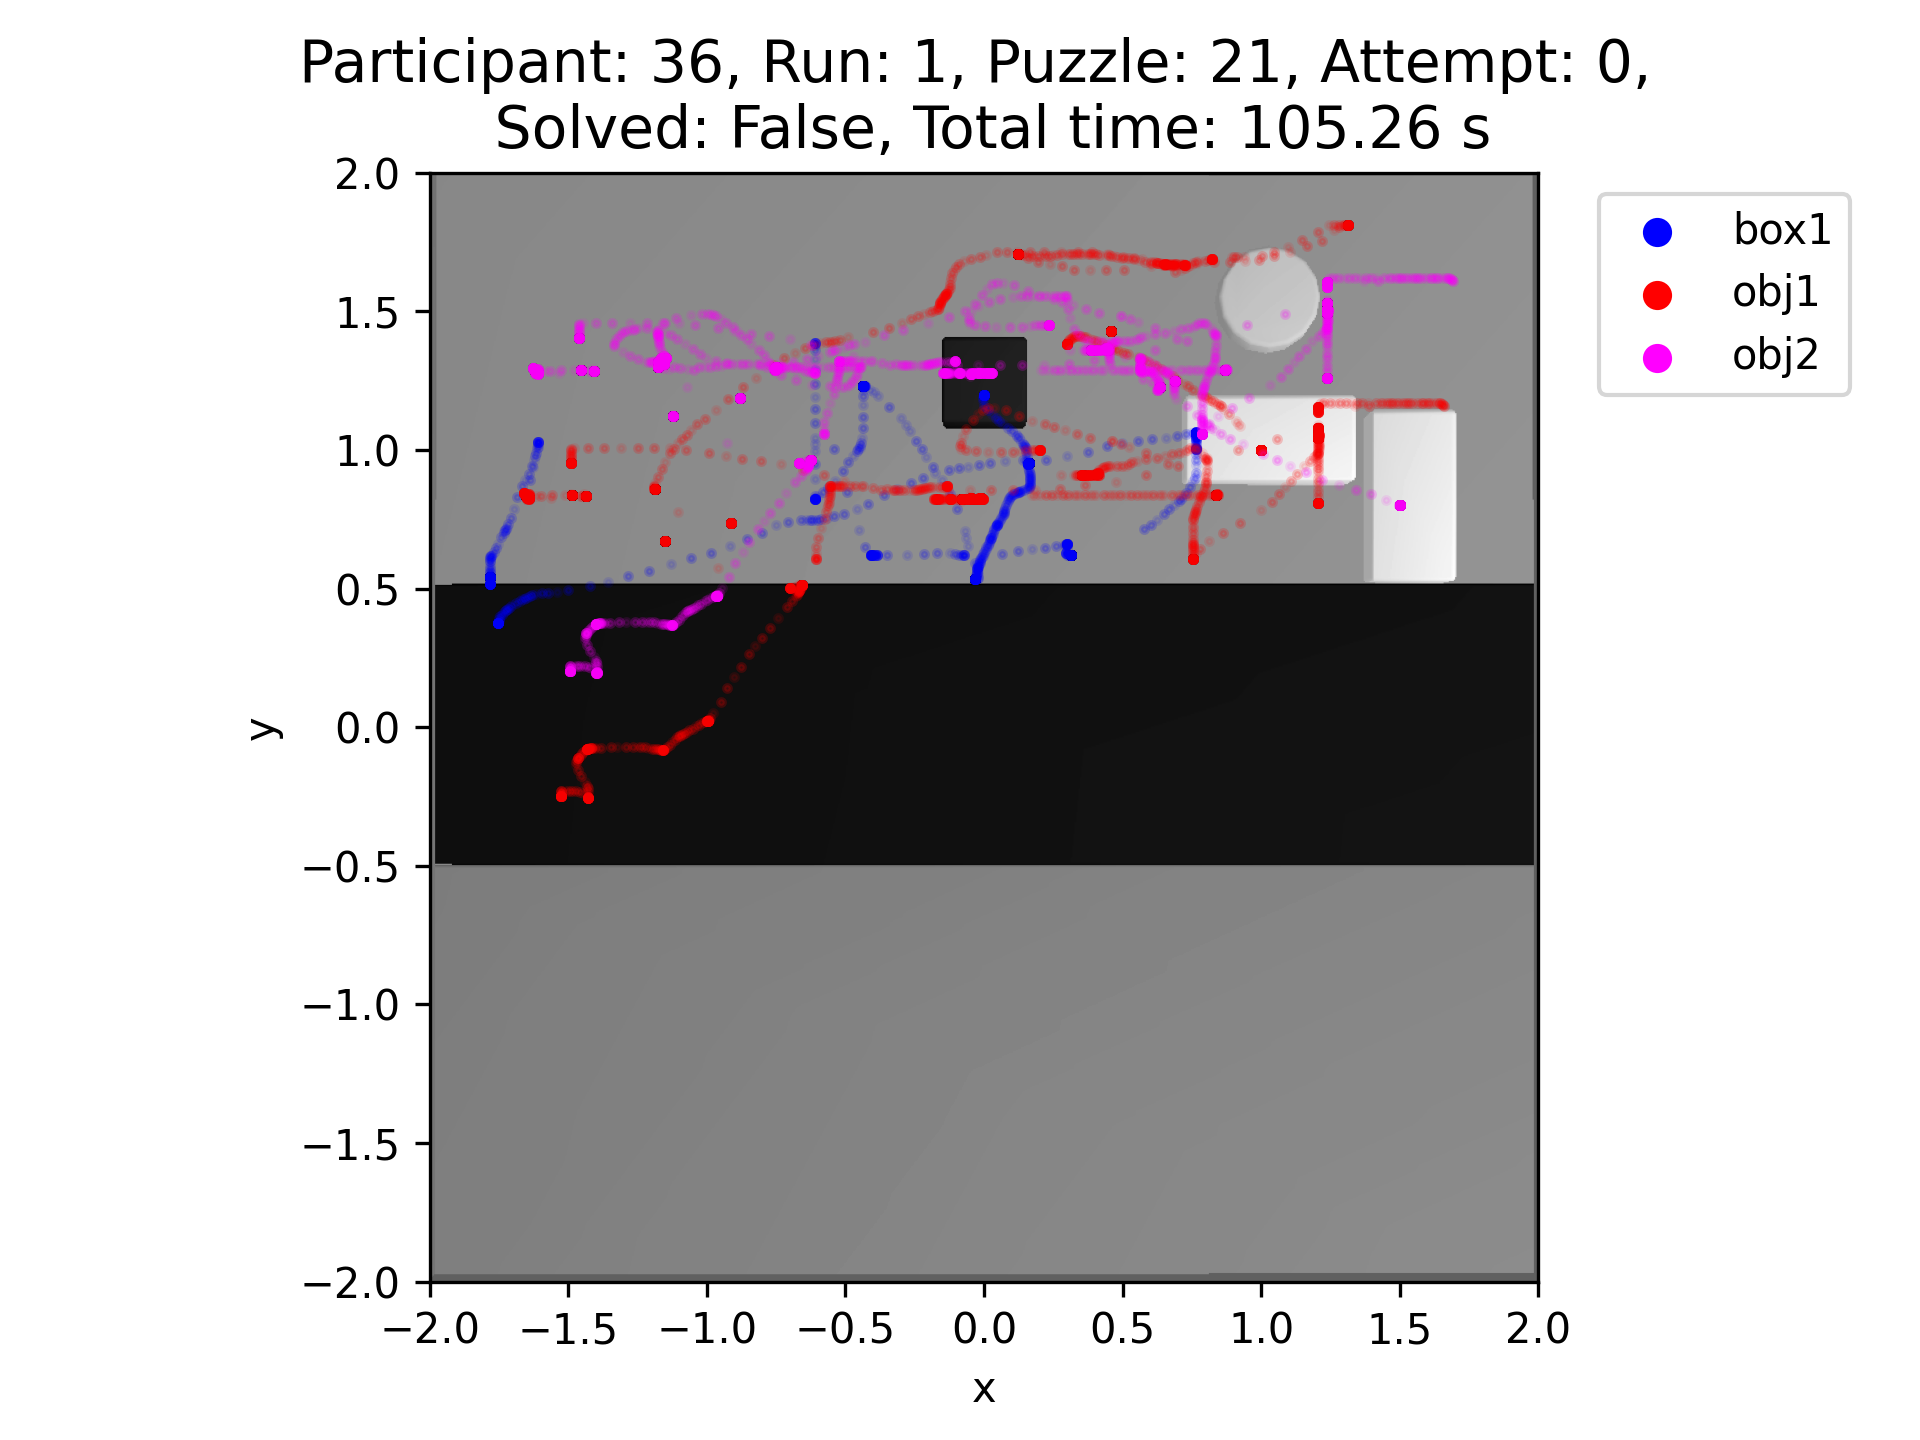 Participant: 36, Run: 1, Puzzle: 21, Attempt: 0,
Solved: False, Total time: 105.26 s
box1
obj1
obj2
2.0
1.5
1.0
0.5
0.0
−0.5
−1.0
−1.5
−2.0
y
−2.0 −1.5 −1.0 −0.5 0.0 0.5 1.0 1.5 2.0
x